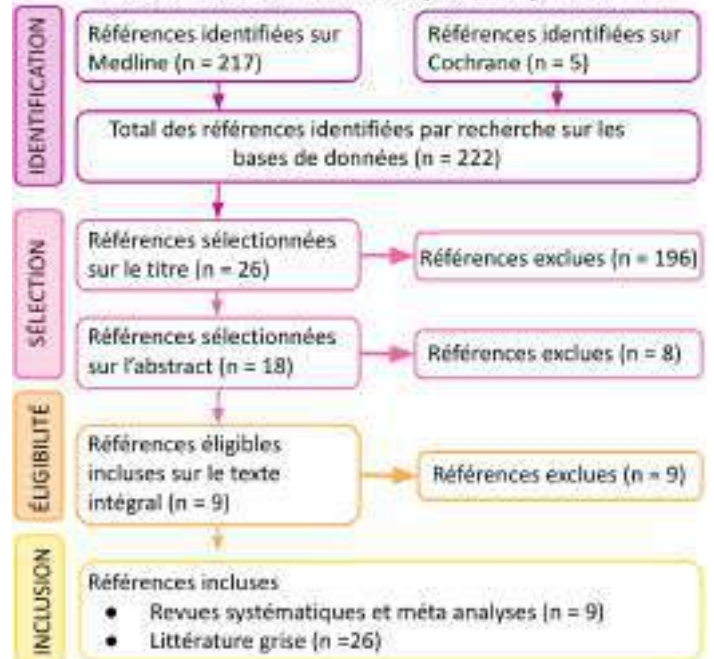 IDENTIFICATION
Références identifiées sur
Medline (n = 217)
Références identifiées sur
Cochrane (n = 5)
Total des références identifiées par recherche sur les
bases de données (n = 222)
SÉLECTION
Références sélectionnées
sur le titre (n = 26)
Références exclues (n = 196)
Références sélectionnées
sur l'abstract (n = 18)
Références exclues (n = 8)
ÉLIGIBILITÉ
Références éligibles
incluses sur le texte
intégral (n = 9)
Références exclues (n = 9)
INCLUSION
Références incluses
● Revues systématiques et méta analyses (n = 9)
● Littérature grise (n =26)